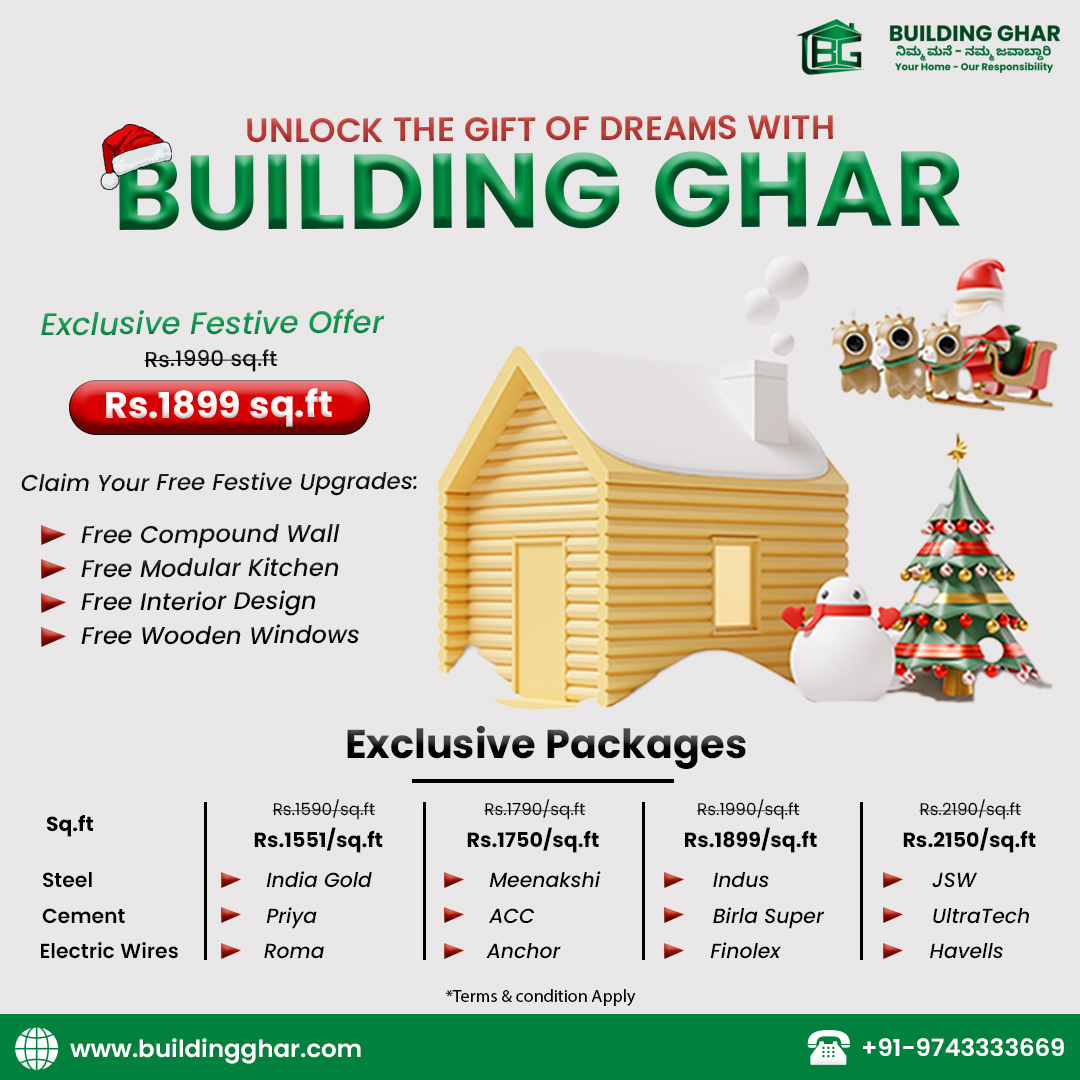 BUILDING GHAR
ನಿಮ್ಮ ಮನೆ - ನಮ್ಮ ಜವಾಬ್ದಾರಿ
Your Home - Our Responsibility
UNLOCK THE GIFT OF DREAMS WITH
BUILDING GHAR
Exclusive Festive Offer
Rs.1990 sq.ft
Rs.1899 sq.ft
Claim Your Free Festive Upgrades:
Free Compound Wall
Free Modular Kitchen
Free Interior Design
Free Wooden Windows
Exclusive Packages
Rs.1590/sq.ft Rs.1790/sq.ft Rs.1990/sq.ft Rs.2190/sq.ft
Sq.ft Rs.1551/sq.ft Rs.1750/sq.ft Rs.1899/sq.ft Rs.2150/sq.ft
Steel India Gold Meenakshi Indus JSW
Cement Priya ACC Birla Super UltraTech
Electric Wires Roma Anchor Finolex Havells
*Terms & condition Apply
www.buildingghar.com +91-9743333669